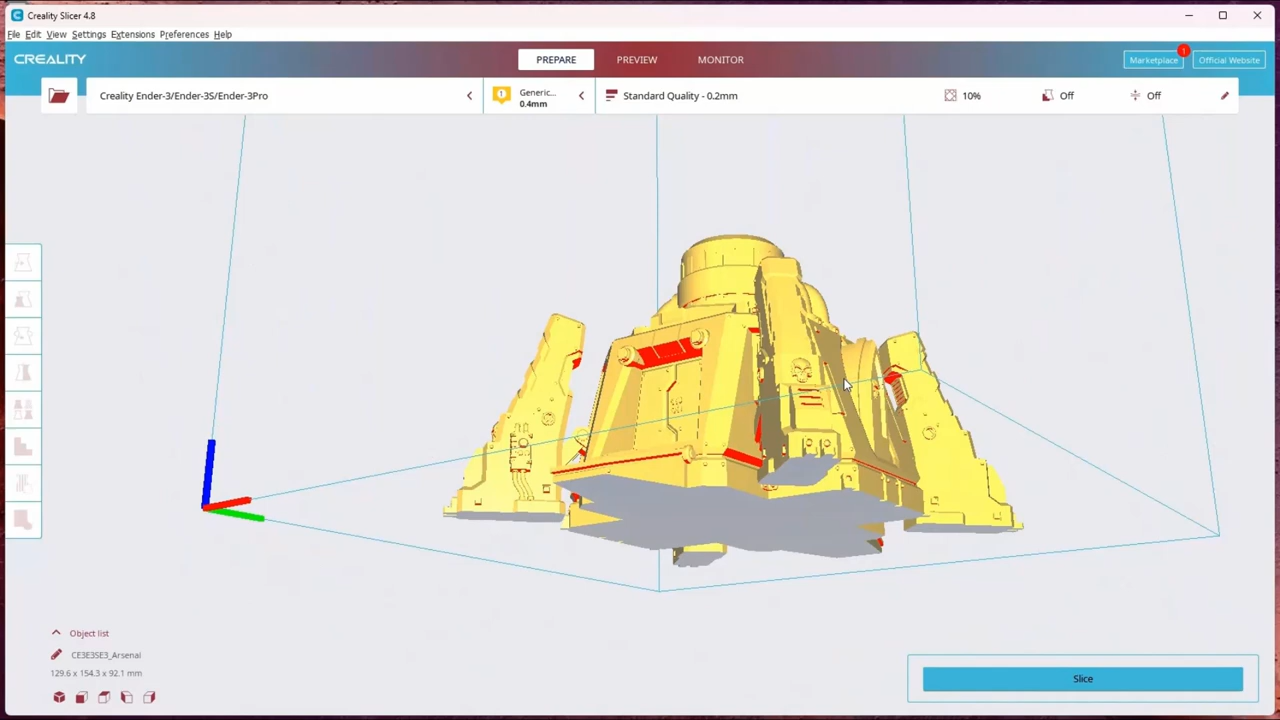 Creality Slicer 4.8
File Edit View Settings Extensions Preferences Help
CREALITY
PREPARE
PREVIEW
MONITOR
Marketplace
1
Official Website
Creality Ender-3/Ender-3S/Ender-3Pro
1
Generic...
0.4mm
Standard Quality - 0.2mm
10%
Off
Off
Object list
CE3E3SE3_Arsenal
129.6 x 154.3 x 92.1 mm
Slice